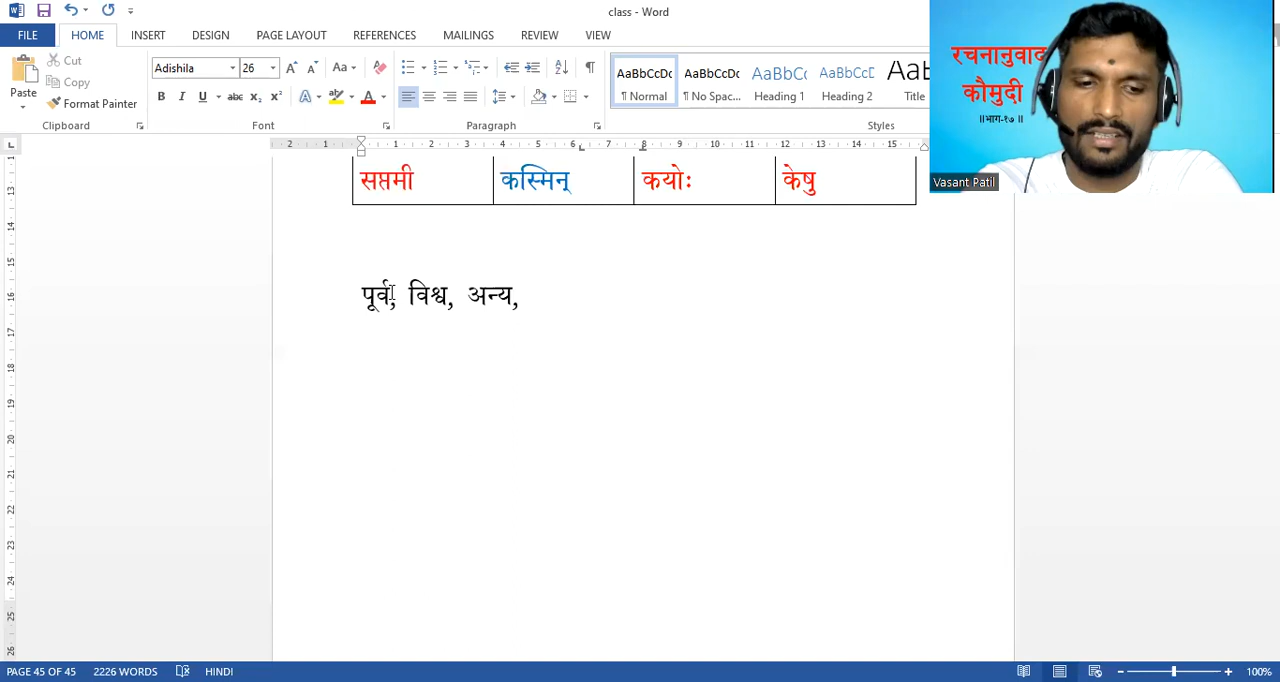 class - Word
FILE HOME INSERT DESIGN PAGE LAYOUT REFERENCES MAILINGS REVIEW VIEW
Paste
Cut
Copy
Format Painter
Clipboard
Adishila 26
Font
Paragraph
AaBbCcDc AaBbCcDc AaBbCc AaBbCcD AaB
¶ Normal ¶ No Spac... Heading 1 Heading 2 Title
Styles
रचनानुवाद
कौमुदी
॥भाग-१७॥
Vasant Patil
सप्तमी कस्मिन् कयोः केषु
पूर्व, विश्व, अन्य,
PAGE 45 OF 45 2226 WORDS HINDI 100%